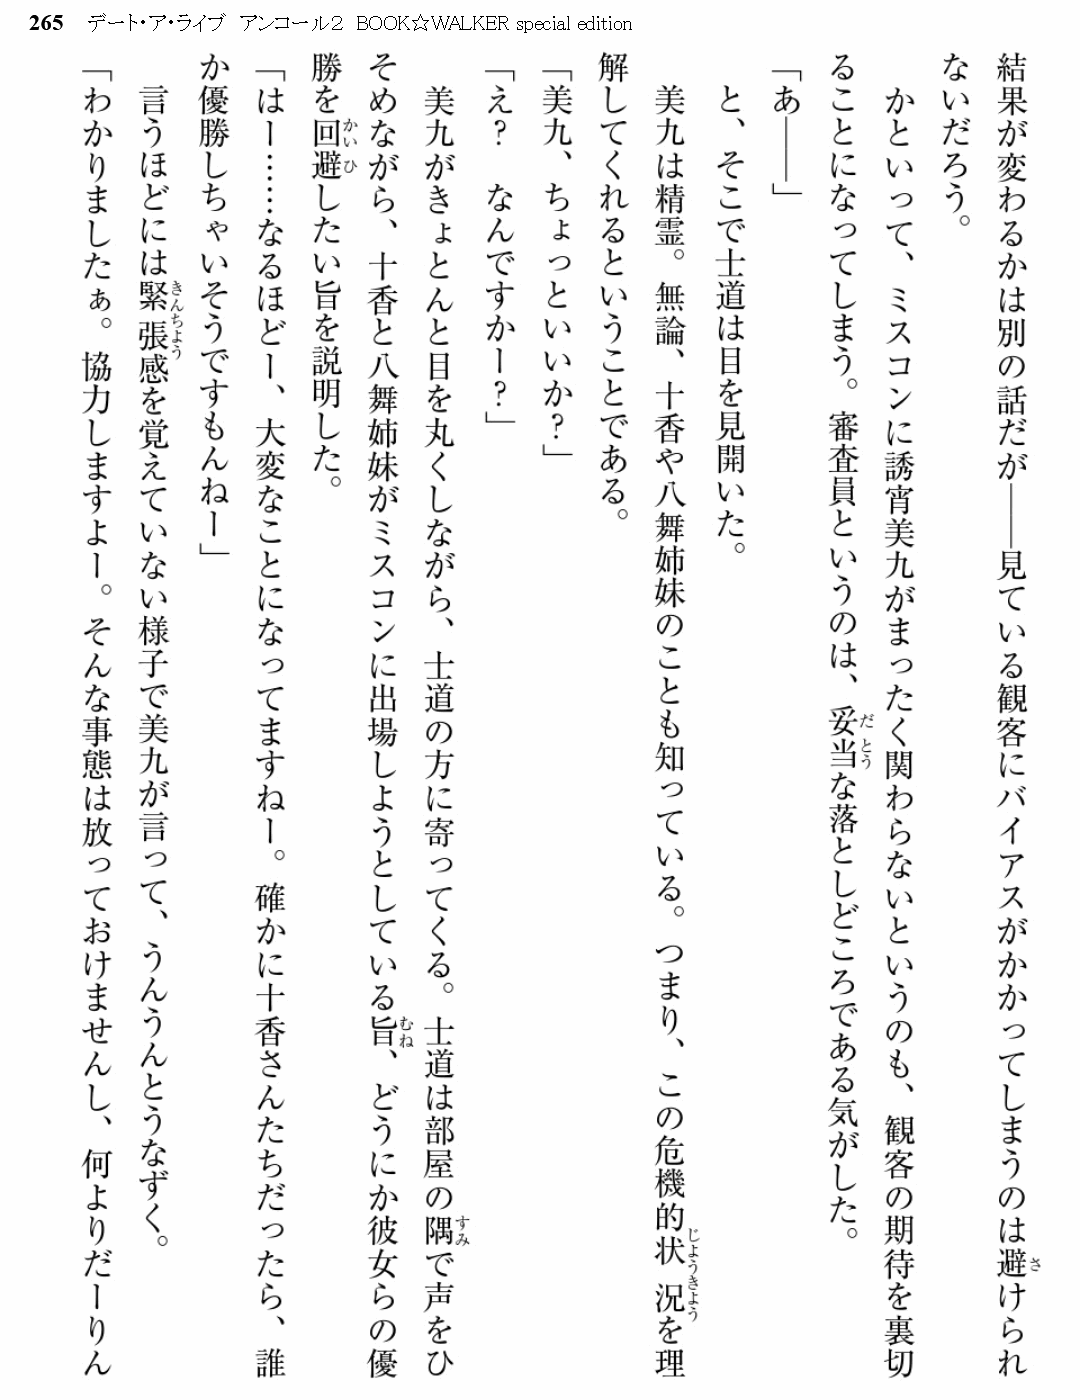 265 デート・ア・ライブ アンコール2 BOOK☆WALKER special edition
結果が変わるかは別の話だが――見ている観客にバイアスがかかってしまうのは避けられ
ないだろう。
　かといって、ミスコンに誘宵美九がまったく関わらないというのも、観客の期待を裏切
ることになってしまう。審査員というのは、妥当な落としどころである気がした。
「あ――」
　と、そこで士道は目を見開いた。
　美九は精霊。無論、十香や八舞姉妹のことも知っている。つまり、この危機的状況を理
解してくれるということである。
「美九、ちょっといいか？」
「え？　なんですかー？」
　美九がきょとんと目を丸くしながら、士道の方に寄ってくる。士道は部屋の隅で声をひ
そめながら、十香と八舞姉妹がミスコンに出場しようとしている旨、どうにか彼女らの優
勝を回避したい旨を説明した。
「はー……なるほどー、大変なことになってますねー。確かに十香さんたちだったら、誰
か優勝しちゃいそうですもんねー」
　言うほどには緊張感を覚えていない様子で美九が言って、うんうんとうなずく。
「わかりましたぁ。協力しますよー。そんな事態は放っておけませんし、何よりだーりん